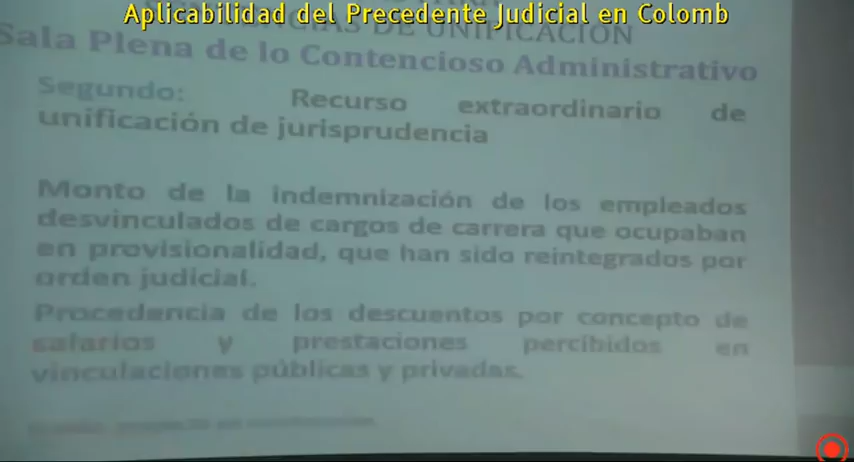 Aplicabilidad del Precedente Judicial en Colomb
DE UNIFICACIÓN
Sala Plena de lo Contencioso Administrativo
Segundo: Recurso extraordinario de
unificación de jurisprudencia
Monto de la indemnización de los empleados
desvinculados de cargos de carrera que ocupaban
en provisionalidad, que han sido reintegrados por
orden judicial.
Procedencia de los descuentos por concepto de
salarios y prestaciones percibidos en
vinculaciones públicas y privadas.